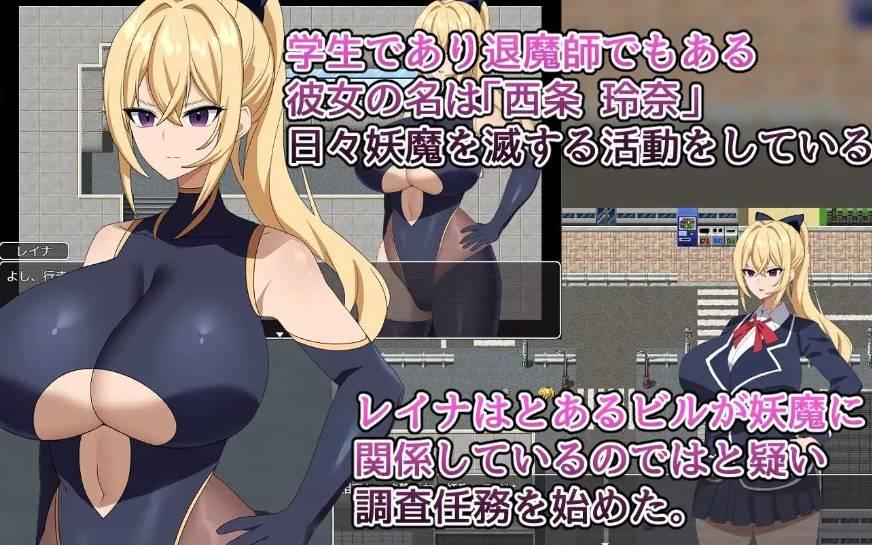 学生であり退魔師でもある
彼女の名は「西条 玲奈」
日々妖魔を滅する活動をしている
レイナ
よし、行き
レイナはとあるビルが妖魔に
関係しているのではと疑い
調査任務を始めた。